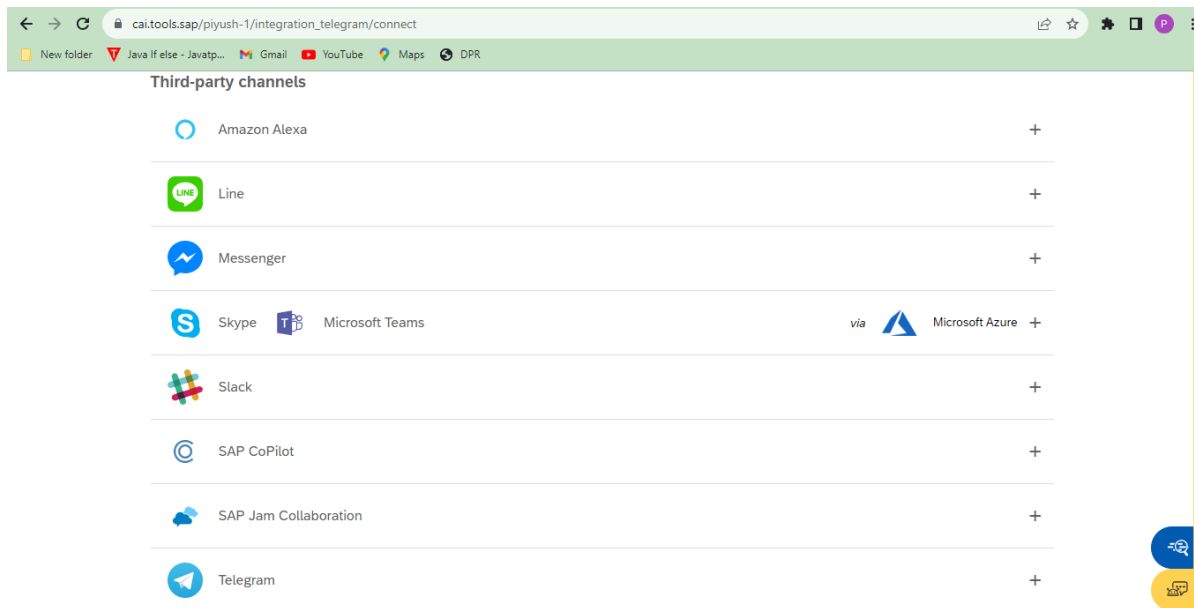 cai.tools.sap/piyush-1/integration_telegram/connect
P
New folder Java If else - Javatp... Gmail YouTube Maps DPR
Third-party channels
Amazon Alexa +
LINE Line +
Messenger +
S Skype T Microsoft Teams via Microsoft Azure +
Slack +
SAP CoPilot +
SAP Jam Collaboration +
Telegram +